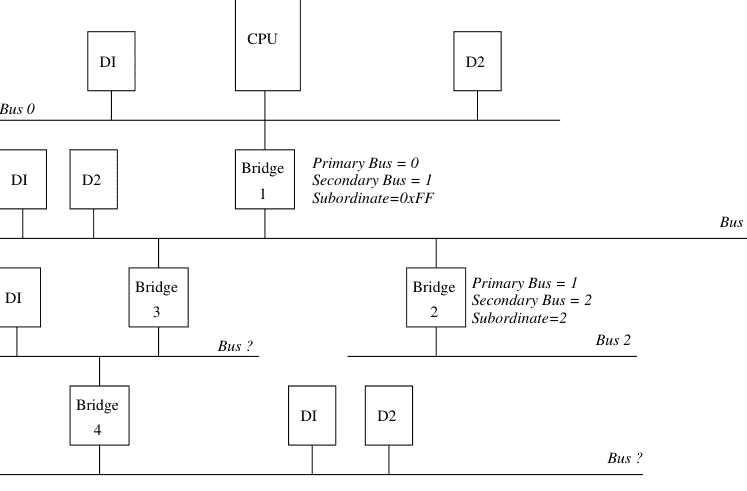 CPU
DI
D2
Bus 0
DI
D2
Bridge
1
Primary Bus = 0
Secondary Bus = 1
Subordinate=0xFF
Bus
DI
Bridge
3
Bridge
2
Primary Bus = 1
Secondary Bus = 2
Subordinate=2
Bus ?
Bus 2
Bridge
4
DI
D2
Bus ?